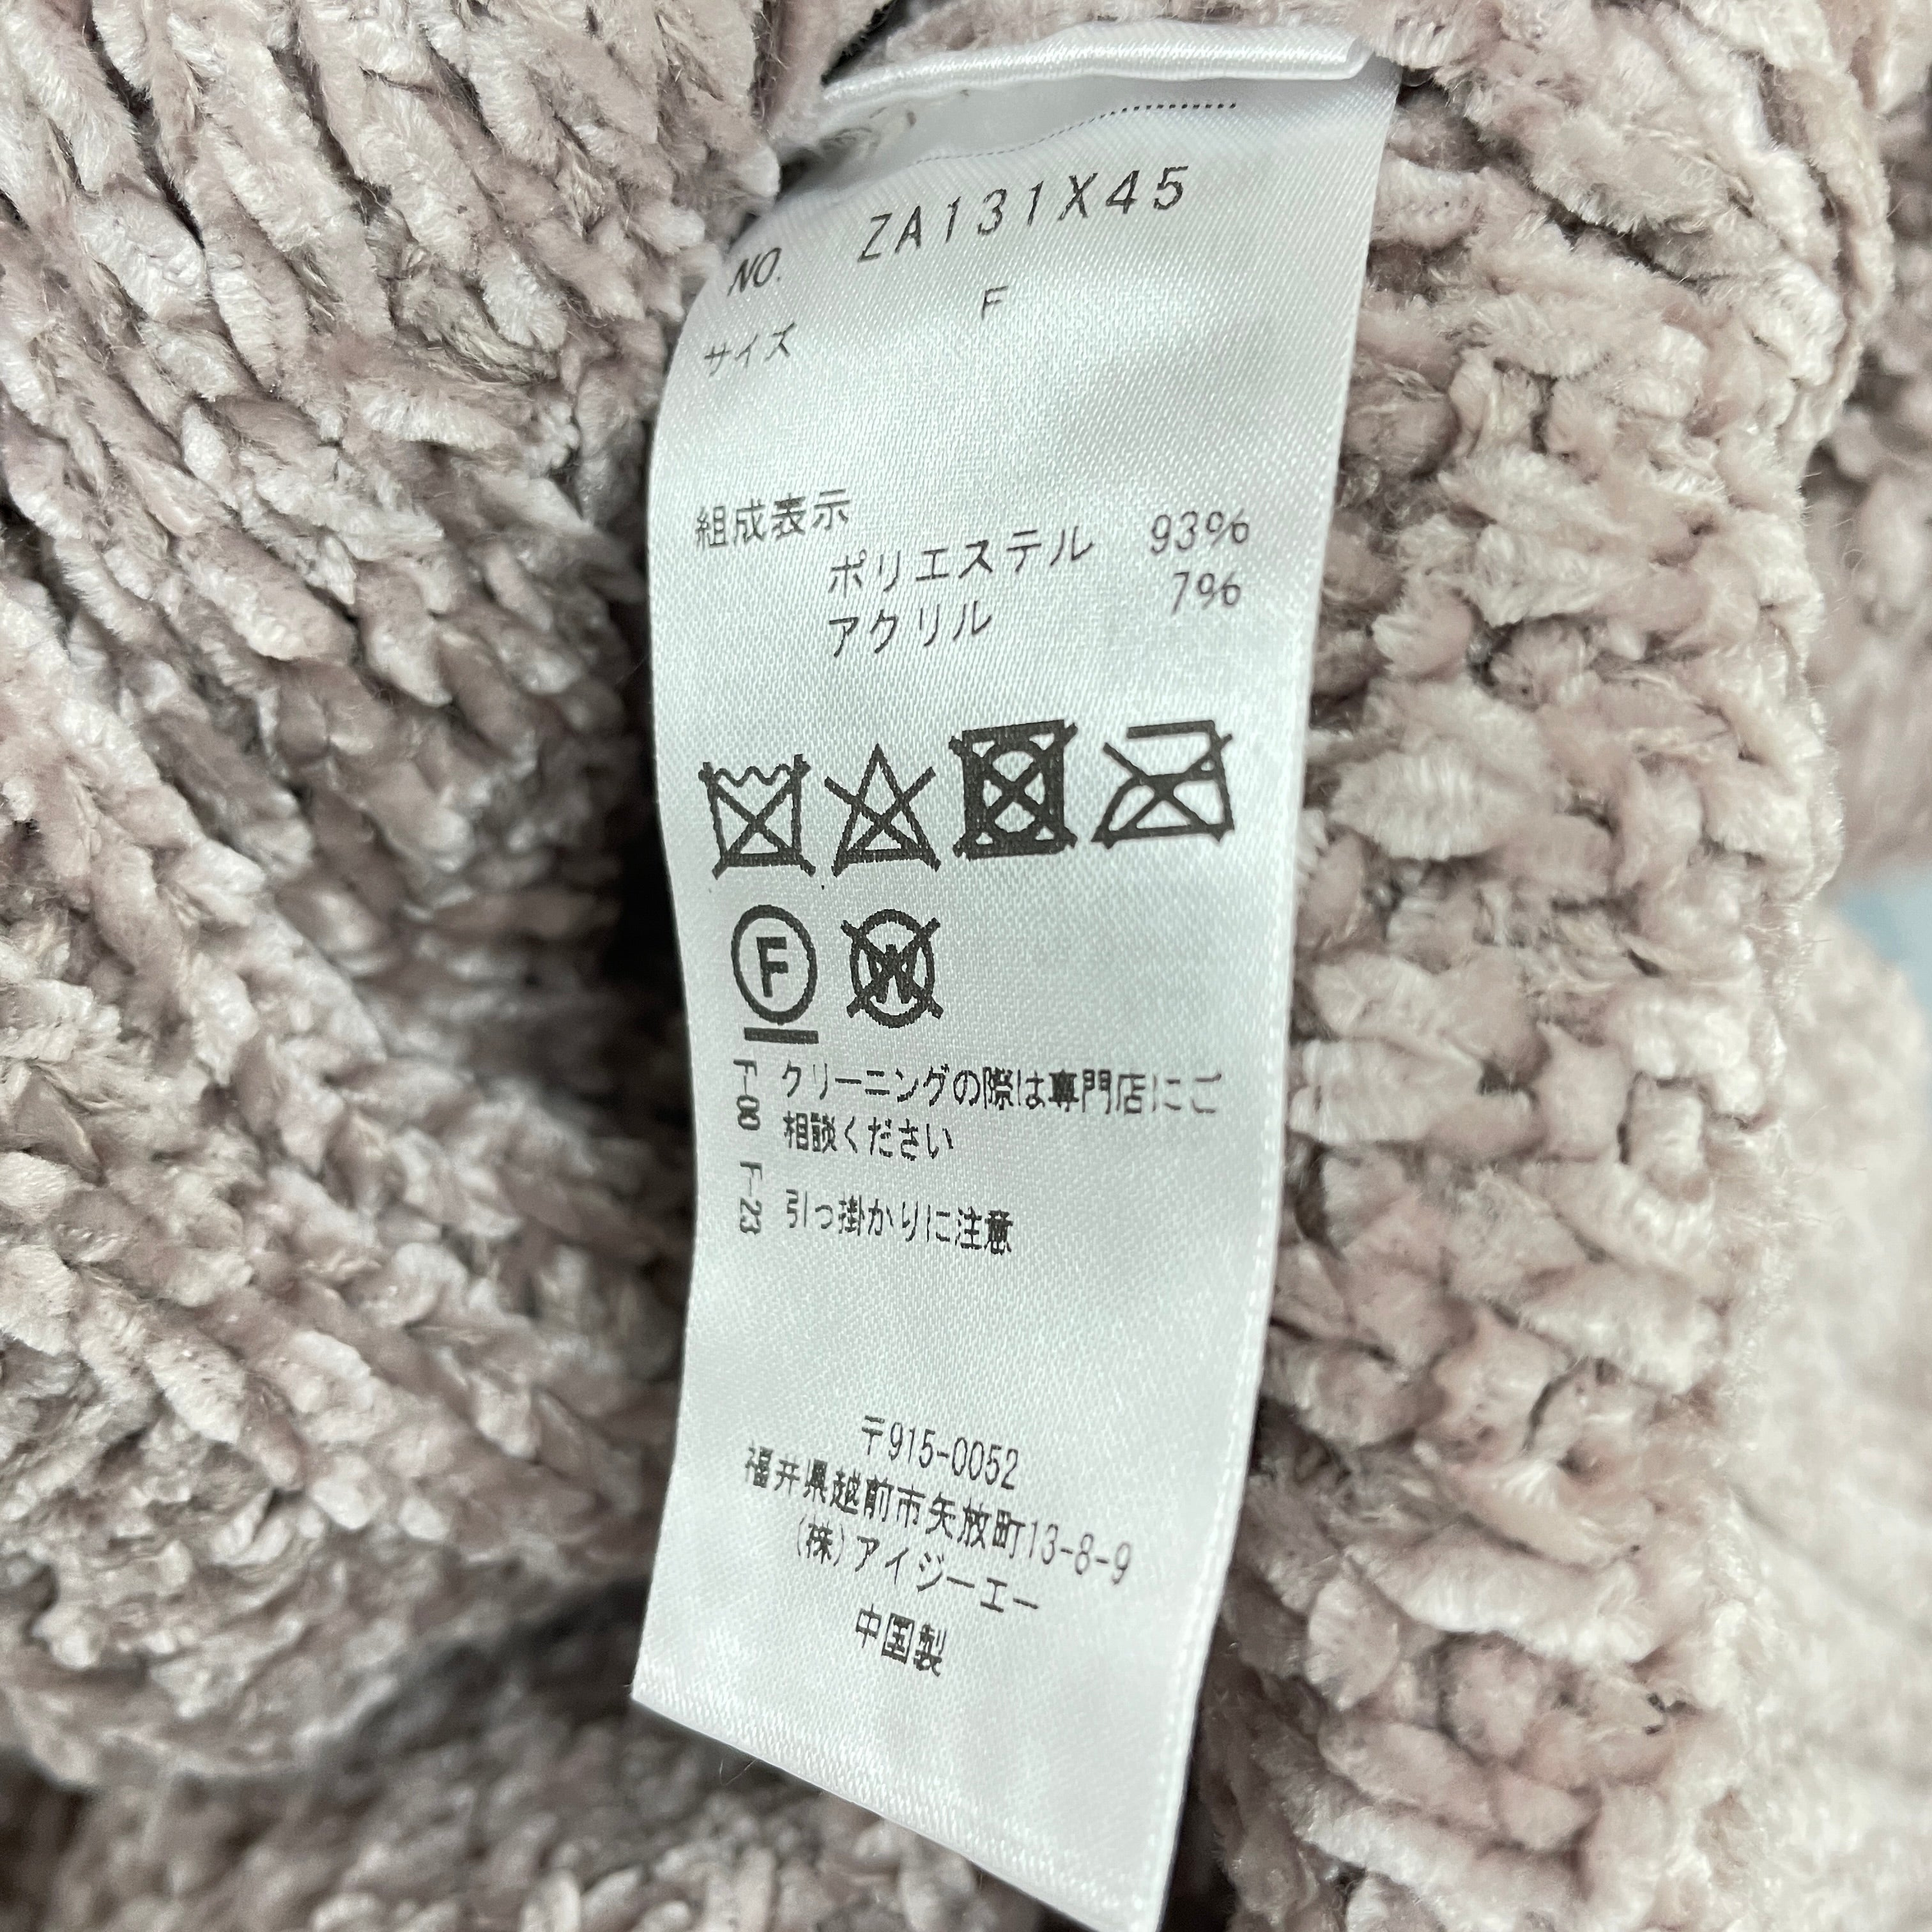 NO. ZA131X45
サイズ F
組成表示
ポリエステル 93%
アクリル 7%
F
W
F-08 クリーニングの際は専門店にご
相談ください
F-23 引っ掛かりに注意
〒915-0052
福井県越前市矢放町13-8-9
(株)アイジーエー
中国製